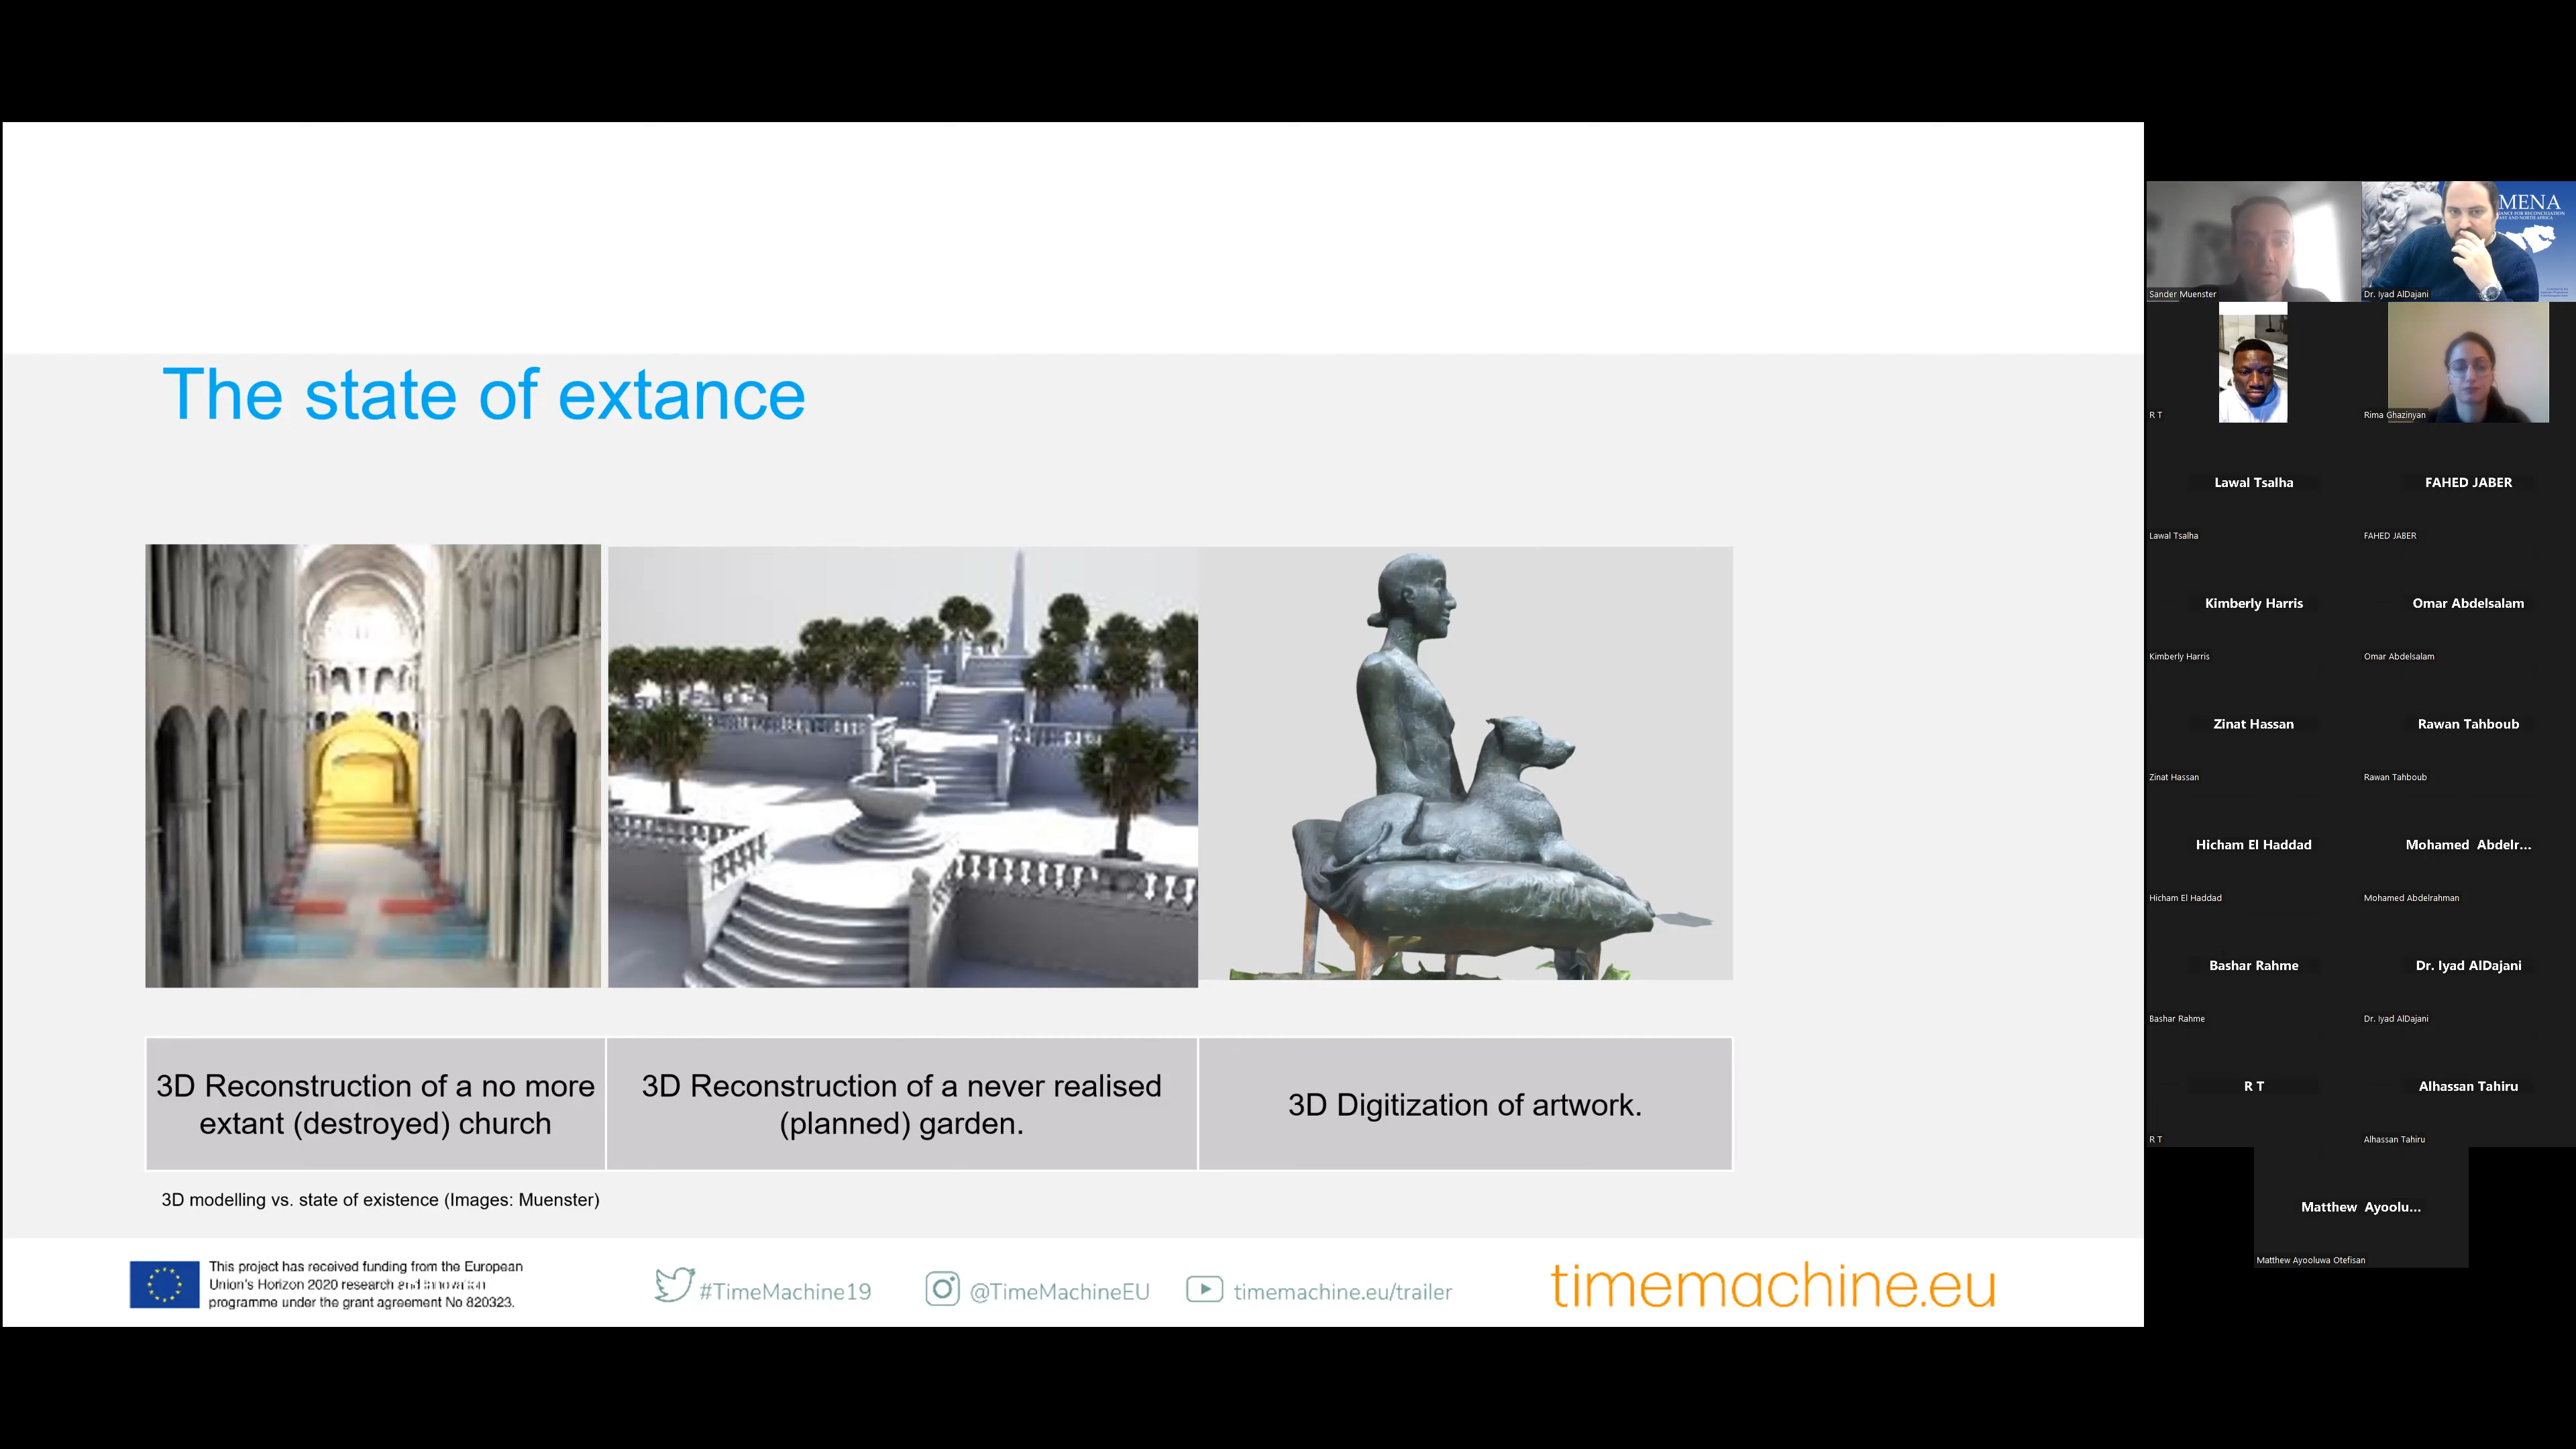 The state of extance
3D Reconstruction of a no more
extant (destroyed) church
3D Reconstruction of a never realised
(planned) garden.
3D Digitization of artwork.
3D modelling vs. state of existence (Images: Muenster)
This project has received funding from the European
Union's Horizon 2020 research and innovation
programme under the grant agreement No 820323.
#TimeMachine19
@TimeMachineEU
timemachine.eu/trailer
timemachine.eu
Sander Muenster
MENA
Dr. Iyad AlDajani
R T
Rima Ghazinyan
Lawal Tsalha
Lawal Tsalha
FAHED JABER
FAHED JABER
Kimberly Harris
Kimberly Harris
Omar Abdelsalam
Omar Abdelsalam
Zinat Hassan
Zinat Hassan
Rawan Tahboub
Rawan Tahboub
Hicham El Haddad
Hicham El Haddad
Mohamed Abdelr...
Mohamed Abdelrahman
Bashar Rahme
Bashar Rahme
Dr. Iyad AlDajani
Dr. Iyad AlDajani
R T
R T
Alhassan Tahiru
Alhassan Tahiru
Matthew Ayoolu...
Matthew Ayooluwa Otefisan